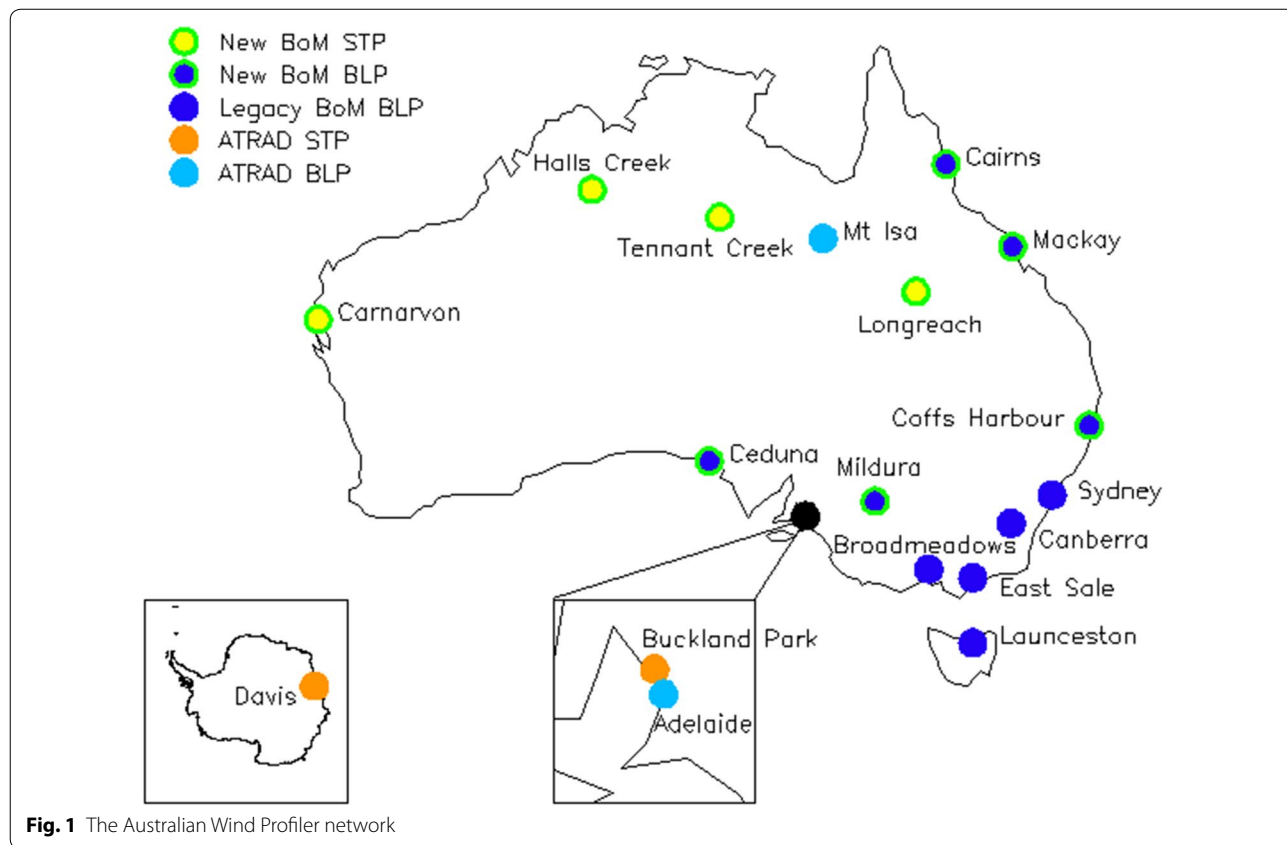 New BoM STP
New BoM BLP
Legacy BoM BLP
ATRAD STP
ATRAD BLP
Halls Creek
Cairns
Tennant Creek
Mt Isa
Mackay
Carnarvon
Longreach
Coffs Harbour
Ceduna
Mildura
Sydney
Canberra
Broadmeadows
East Sale
Launceston
Buckland Park
Davis
Adelaide
Fig. 1 The Australian Wind Profiler network